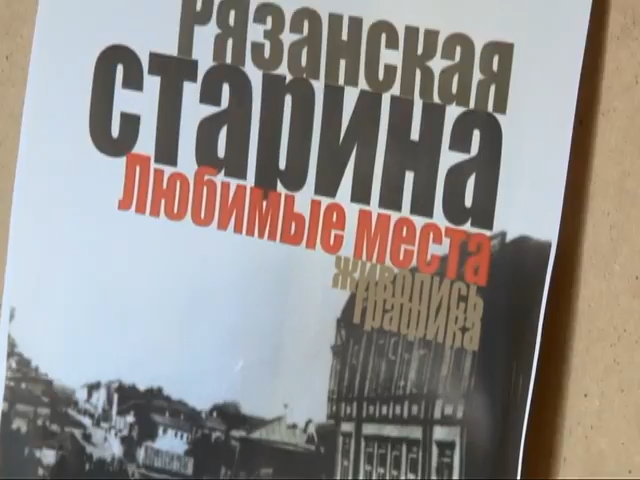 Рязанская
старина
Любимые места
живопись
графика